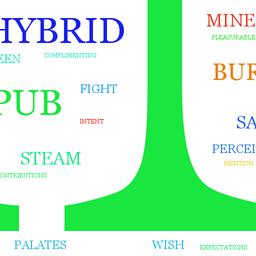 HYBRID
EEN
COMPLIMENTING
PUB
FIGHT
INTENT
STEAM
CONTRIBUTIONS
PALATES
WISH
EXPECTATIONS
MINE
PLEASURABLE
BUR
SA
PERCEI
MENTION